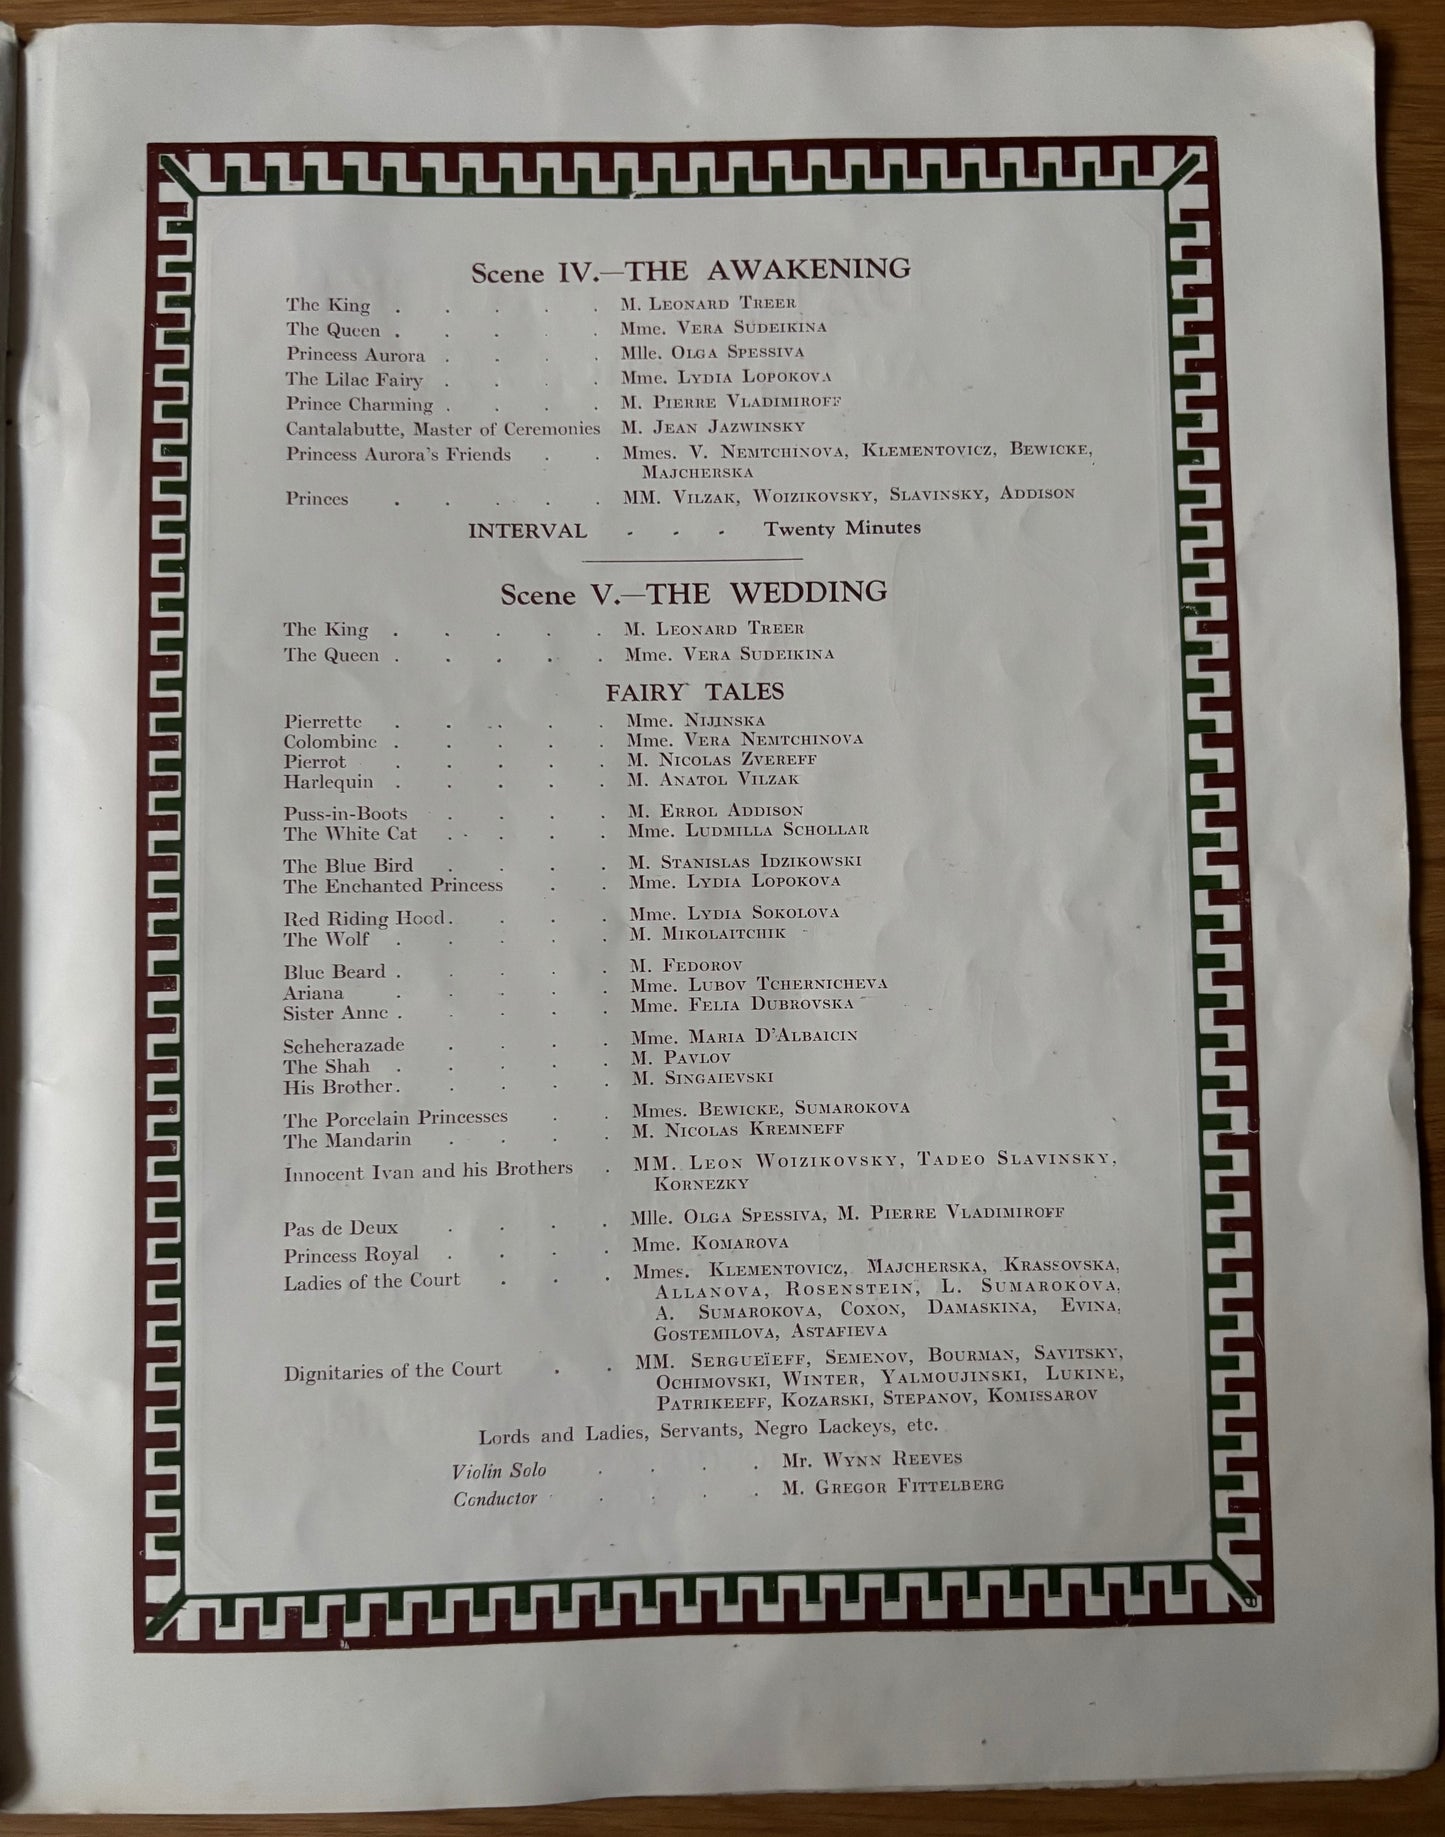 Scene IV.—THE AWAKENING
The King . . . . . M. LEONARD TREER
The Queen . . . . . Mme. VERA SUDEIKINA
Princess Aurora . . . . Mlle. OLGA SPESSIVA
The Lilac Fairy . . . . Mme. LYDIA LOPOKOVA
Prince Charming . . . . M. PIERRE VLADIMIROFF
Cantalabutte, Master of Ceremonies M. JEAN JAZWINSKY
Princess Aurora's Friends . . Mmes. V. NEMTCHINOVA, KLEMENTOVICZ, BEWICKE,
MAJCHERSKA
Princes . . . . . MM. VILZAK, WOIZIKOVSKY, SLAVINSKY, ADDISON
INTERVAL - - - Twenty Minutes
Scene V.—THE WEDDING
The King . . . . . M. LEONARD TREER
The Queen . . . . . Mme. VERA SUDEIKINA
FAIRY TALES
Pierrette . . . . . Mme. NIJINSKA
Colombine . . . . . Mme. VERA NEMTCHINOVA
Pierrot . . . . . M. NICOLAS ZVEREFF
Harlequin . . . . . M. ANATOL VILZAK
Puss-in-Boots . . . . M. ERROL ADDISON
The White Cat . . . . Mme. LUDMILLA SCHOLLAR
The Blue Bird . . . . M. STANISLAS IDZIKOWSKI
The Enchanted Princess . . Mme. LYDIA LOPOKOVA
Red Riding Hood . . . . Mme. LYDIA SOKOLOVA
The Wolf . . . . . M. MIKOLAITCHIK
Blue Beard . . . . . M. FEDOROV
Ariana . . . . . Mme. LUBOV TCHERNICHEVA
Sister Anne . . . . . Mme. FELIA DUBROVSKA
Scheherazade . . . . Mme. MARIA D'ALBAICIN
The Shah . . . . . M. PAVLOV
His Brother . . . . . M. SINGAIEVSKI
The Porcelain Princesses . . Mmes. BEWICKE, SUMAROKOVA
The Mandarin . . . . M. NICOLAS KREMNEFF
Innocent Ivan and his Brothers . MM. LEON WOIZIKOVSKY, TADEO SLAVINSKY,
KORNEZKY
Pas de Deux . . . . Mlle. OLGA SPESSIVA, M. PIERRE VLADIMIROFF
Princess Royal . . . . Mme. KOMAROVA
Ladies of the Court . . . Mmes. KLEMENTOVICZ, MAJCHERSKA, KRASSOVSKA,
ALLANOVA, ROSENSTEIN, L. SUMAROKOVA,
A. SUMAROKOVA, COXON, DAMASKINA, EVINA,
GOSTEMILOVA, ASTAFIEVA
Dignitaries of the Court . . MM. SERGUEÏEFF, SEMENOV, BOURMAN, SAVITSKY,
OCHIMOVSKI, WINTER, YALMOUJINSKI, LUKINE,
PATRIKEEFF, KOZARSKI, STEPANOV, KOMISSAROV
Lords and Ladies, Servants, Negro Lackeys, etc.
Violin Solo . . . . Mr. WYNN REEVES
Conductor . . . . M. GREGOR FITTELBERG